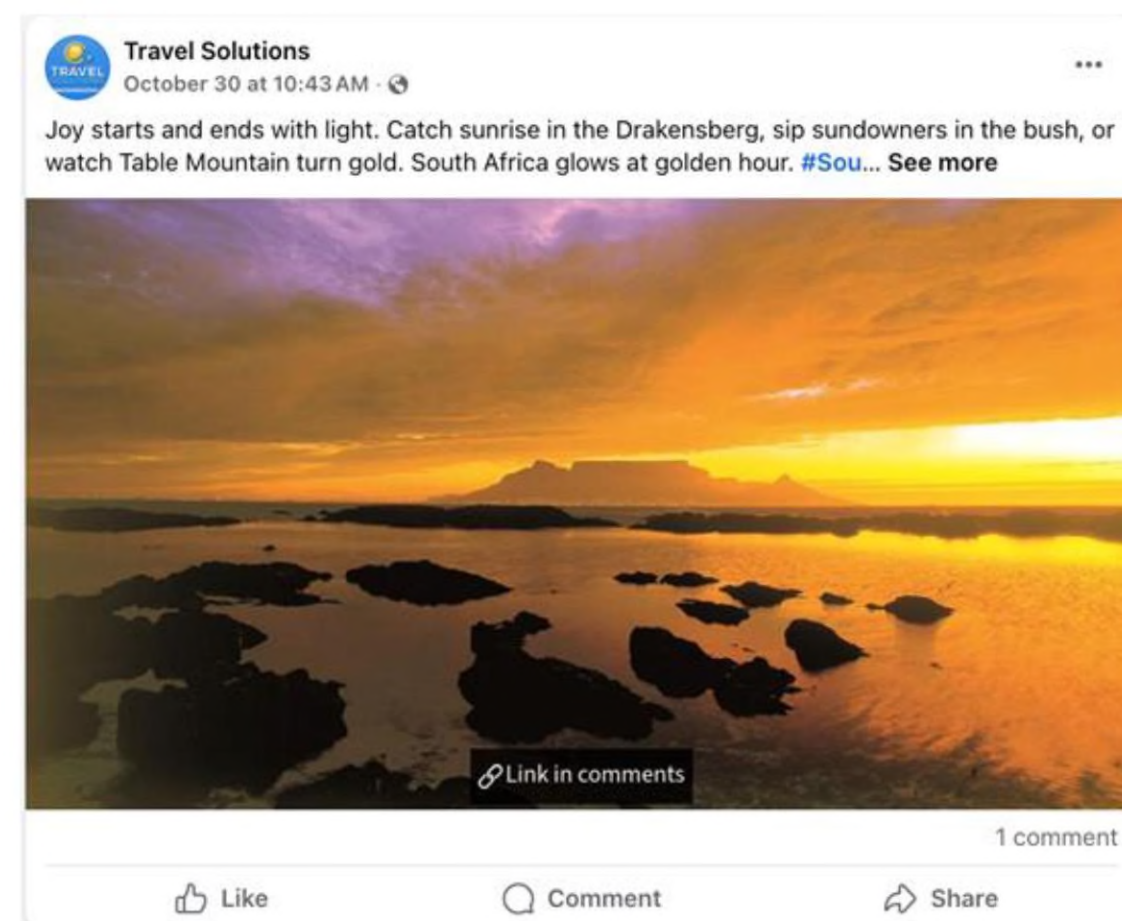 Travel Solutions
TRAVEL
October 30 at 10:43 AM ·
Joy starts and ends with light. Catch sunrise in the Drakensberg, sip sundowners in the bush, or
watch Table Mountain turn gold. South Africa glows at golden hour. #Sou... See more
Link in comments
1 comment
Like
Comment
Share